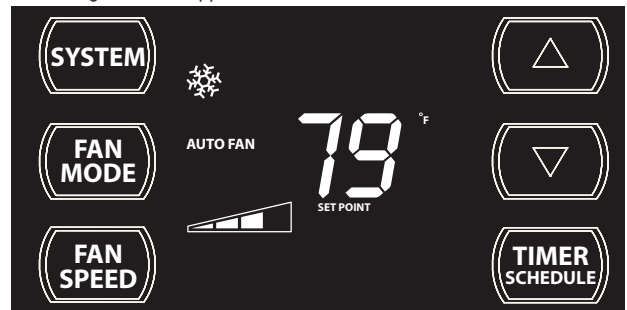 SYSTEM
FAN
MODE
AUTO FAN
79
°F
SET POINT
FAN
SPEED
TIMER
SCHEDULE